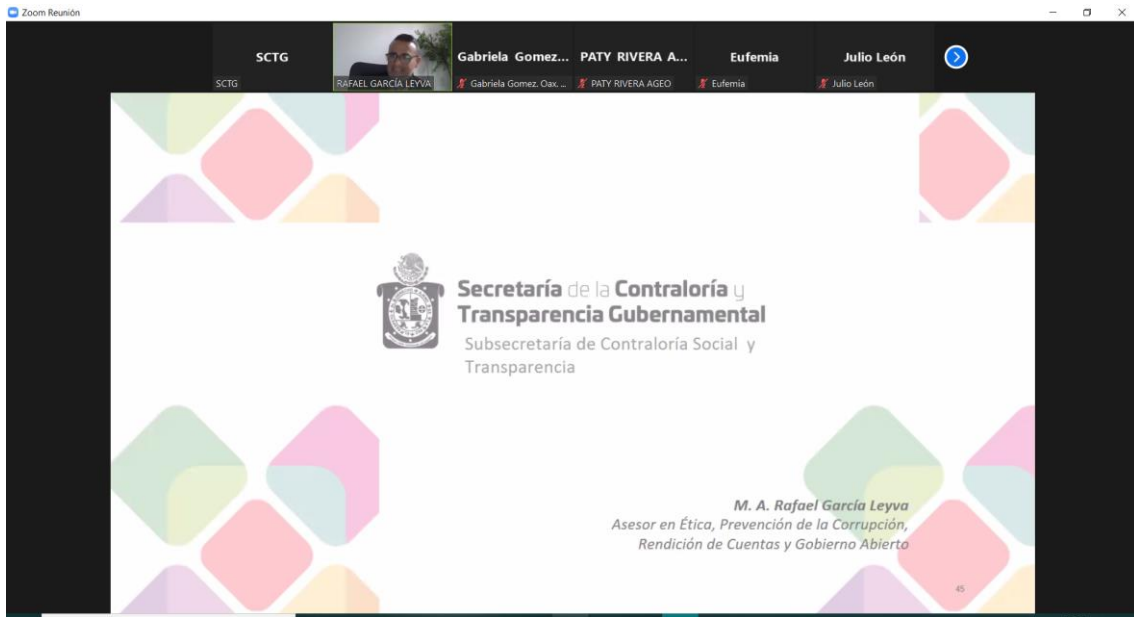 Zoom Reunión
SCTG
Gabriela Gomez...
PATY RIVERA A...
Eufemia
Julio León
SCTG
RAFAEL GARCÍA LEYVA
Gabriela Gomez. Oax. ...
PATY RIVERA AGEO
Eufemia
Julio León
Secretaría de la Contraloría y
Transparencia Gubernamental
Subsecretaría de Contraloría Social y
Transparencia
M. A. Rafael García Leyva
Asesor en Ética, Prevención de la Corrupción,
Rendición de Cuentas y Gobierno Abierto
45